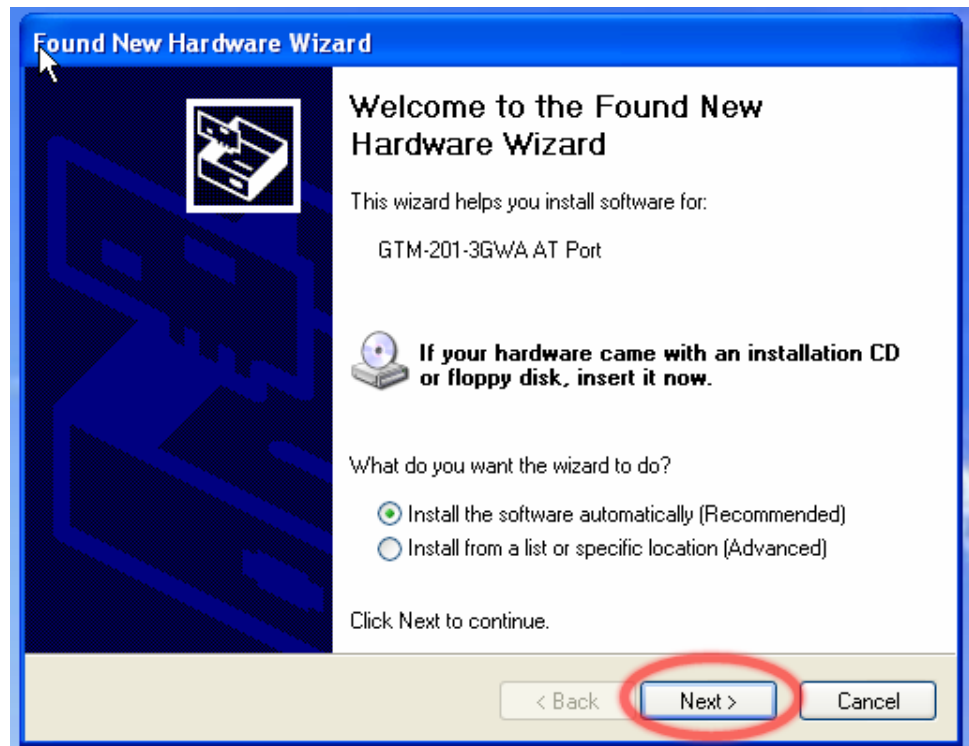 Found New Hardware Wizard
Welcome to the Found New
Hardware Wizard
This wizard helps you install software for:
GTM-201-3GWA AT Port
If your hardware came with an installation CD
or floppy disk, insert it now.
What do you want the wizard to do?
Install the software automatically (Recommended)
Install from a list or specific location (Advanced)
Click Next to continue.
< Back Next > Cancel